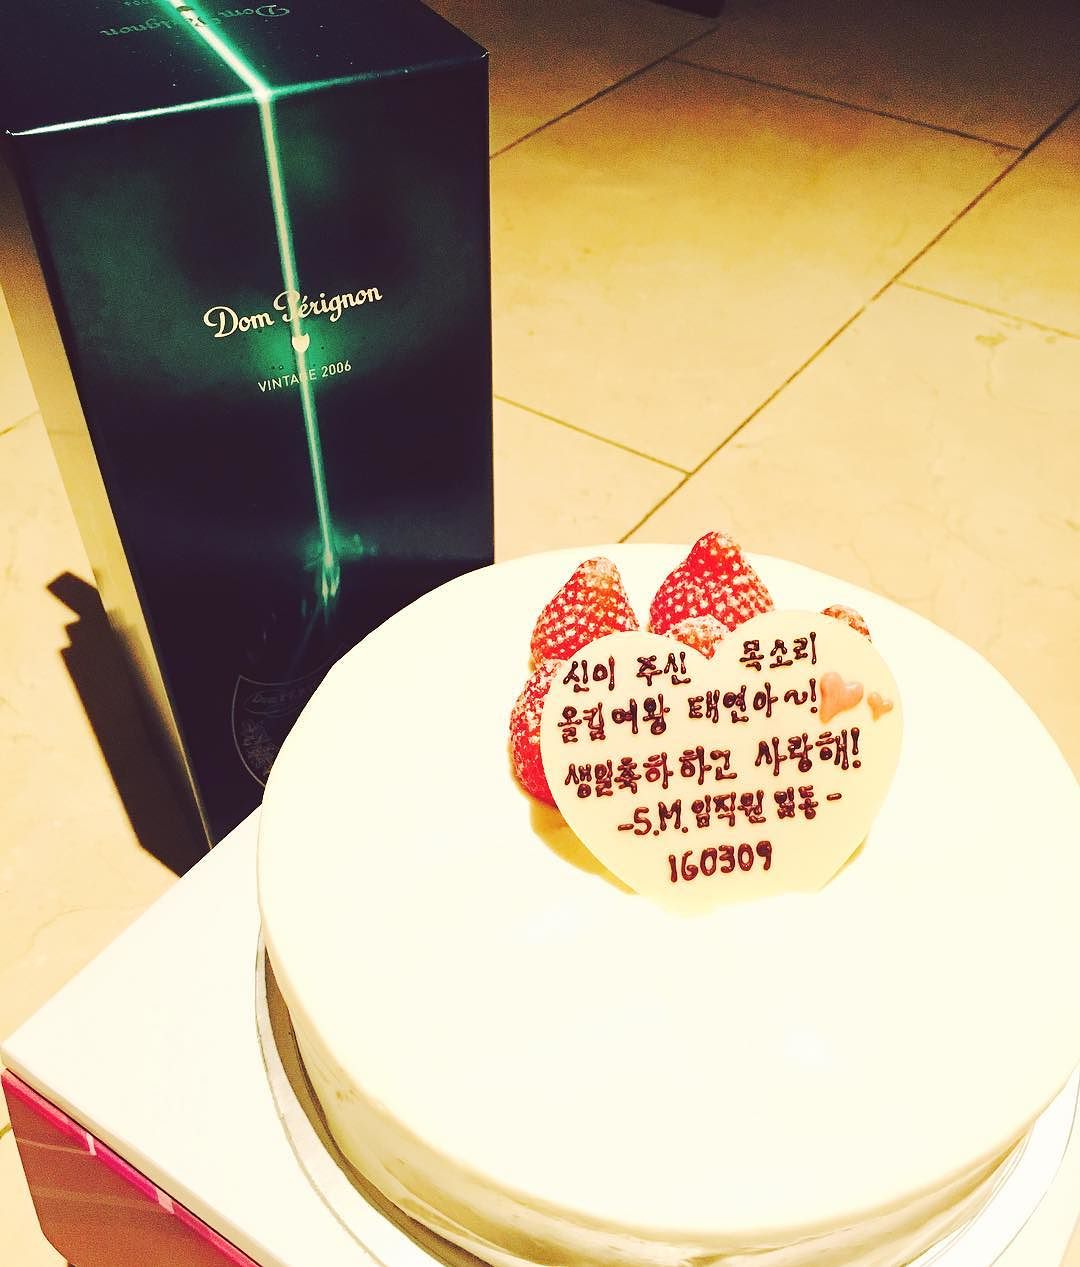 Dom Pérignon
Dom Pérignon
VINTAGE 2006
신이 주신 목소리
올킬여왕 태연아~!
생일축하 하고 사랑해!
-S.M.임직원 일동-
160309